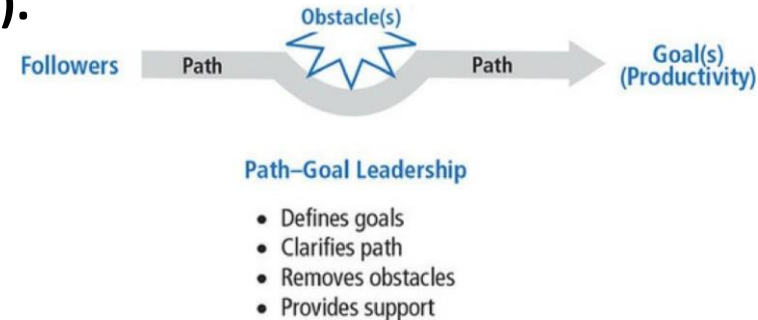 ).
Obstacle(s)
Followers Path Path Goal(s)
(Productivity)
Path–Goal Leadership
• Defines goals
• Clarifies path
• Removes obstacles
• Provides support